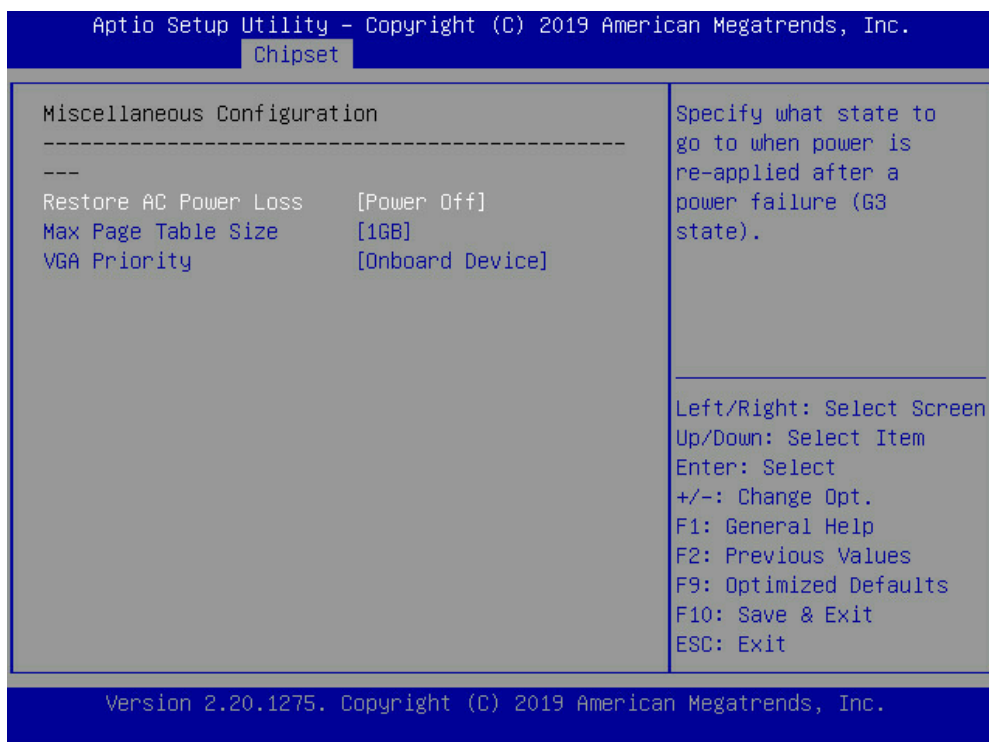 Aptio Setup Utility – Copyright (C) 2019 American Megatrends, Inc.
Chipset
Miscellaneous Configuration
-----------------------------------------------
---
Restore AC Power Loss [Power Off]
Max Page Table Size [1GB]
VGA Priority [Onboard Device]
Specify what state to
go to when power is
re-applied after a
power failure (G3
state).
Left/Right: Select Screen
Up/Down: Select Item
Enter: Select
+/-: Change Opt.
F1: General Help
F2: Previous Values
F9: Optimized Defaults
F10: Save & Exit
ESC: Exit
Version 2.20.1275. Copyright (C) 2019 American Megatrends, Inc.